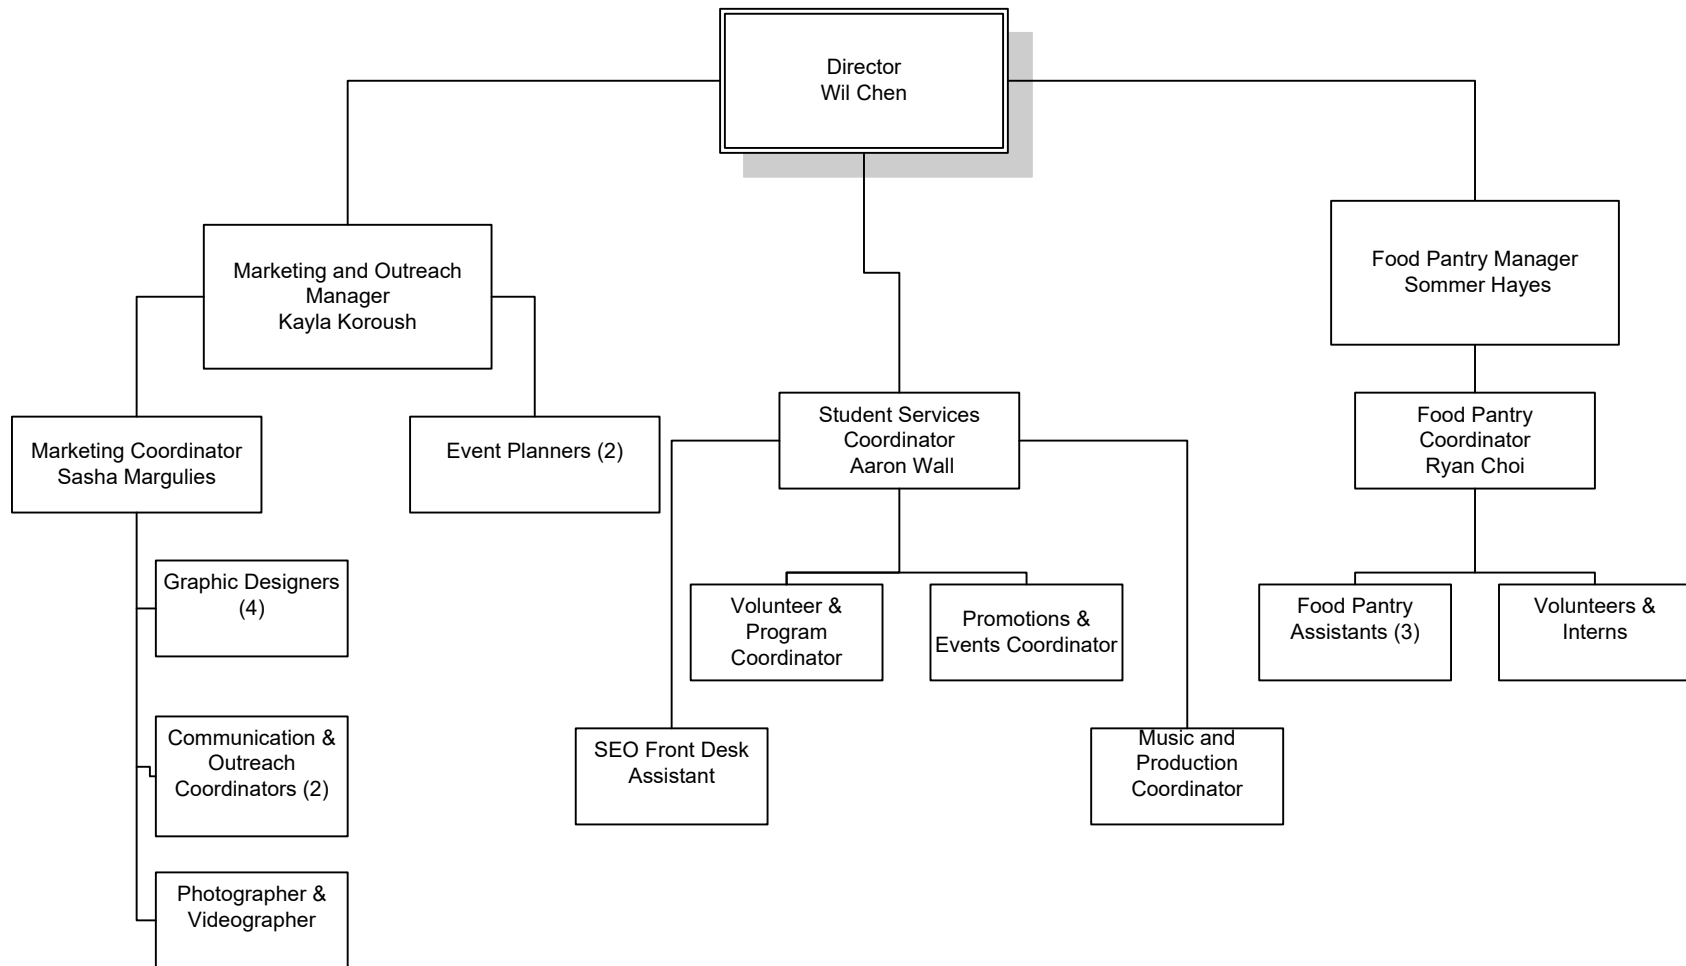 Director
Wil Chen
Marketing and Outreach
Manager
Kayla Koroush
Food Pantry Manager
Sommer Hayes
Marketing Coordinator
Sasha Margulies
Event Planners (2)
Student Services
Coordinator
Aaron Wall
Food Pantry
Coordinator
Ryan Choi
Graphic Designers
(4)
Volunteer &
Program
Coordinator
Promotions &
Events Coordinator
Food Pantry
Assistants (3)
Volunteers &
Interns
Communication &
Outreach
Coordinators (2)
SEO Front Desk
Assistant
Music and
Production
Coordinator
Photographer &
Videographer